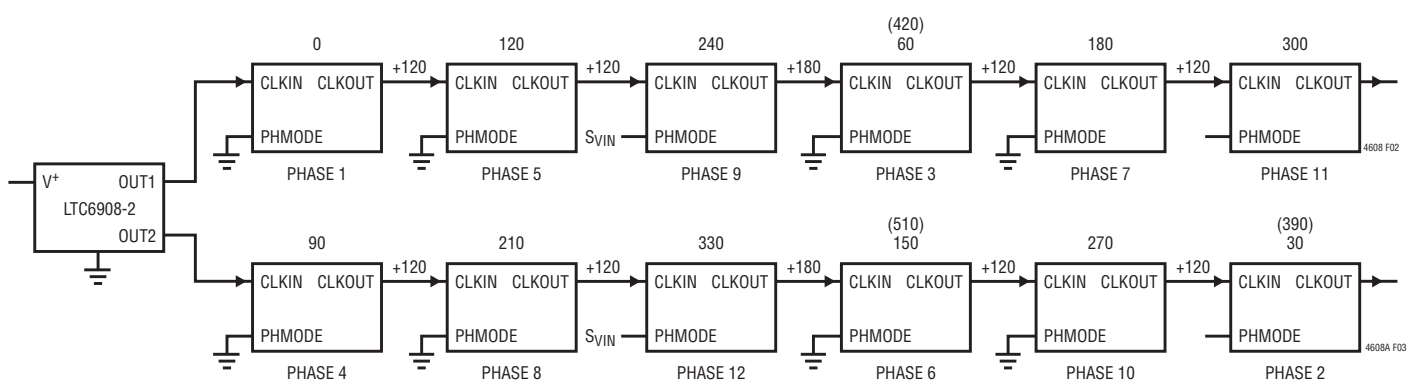 (420)
0 120 240 60 180 300
CLKIN CLKOUT +120 CLKIN CLKOUT +120 CLKIN CLKOUT +180 CLKIN CLKOUT +120 CLKIN CLKOUT +120 CLKIN CLKOUT
PHMODE PHMODE SVIN PHMODE PHMODE PHMODE PHMODE
4608 F02
PHASE 1 PHASE 5 PHASE 9 PHASE 3 PHASE 7 PHASE 11
V+ OUT1
LTC6908-2
OUT2
(510) (390)
90 210 330 150 270 30
CLKIN CLKOUT +120 CLKIN CLKOUT +120 CLKIN CLKOUT +180 CLKIN CLKOUT +120 CLKIN CLKOUT +120 CLKIN CLKOUT
PHMODE PHMODE SVIN PHMODE PHMODE PHMODE PHMODE
4608A F03
PHASE 4 PHASE 8 PHASE 12 PHASE 6 PHASE 10 PHASE 2